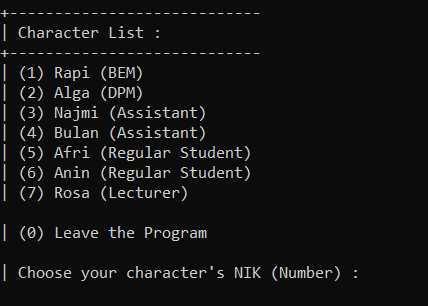 +---------------------------
| Character List :
+---------------------------
| (1) Rapi (BEM)
| (2) Alga (DPM)
| (3) Najmi (Assistant)
| (4) Bulan (Assistant)
| (5) Afri (Regular Student)
| (6) Anin (Regular Student)
| (7) Rosa (Lecturer)
| (0) Leave the Program
| Choose your character's NIK (Number) :